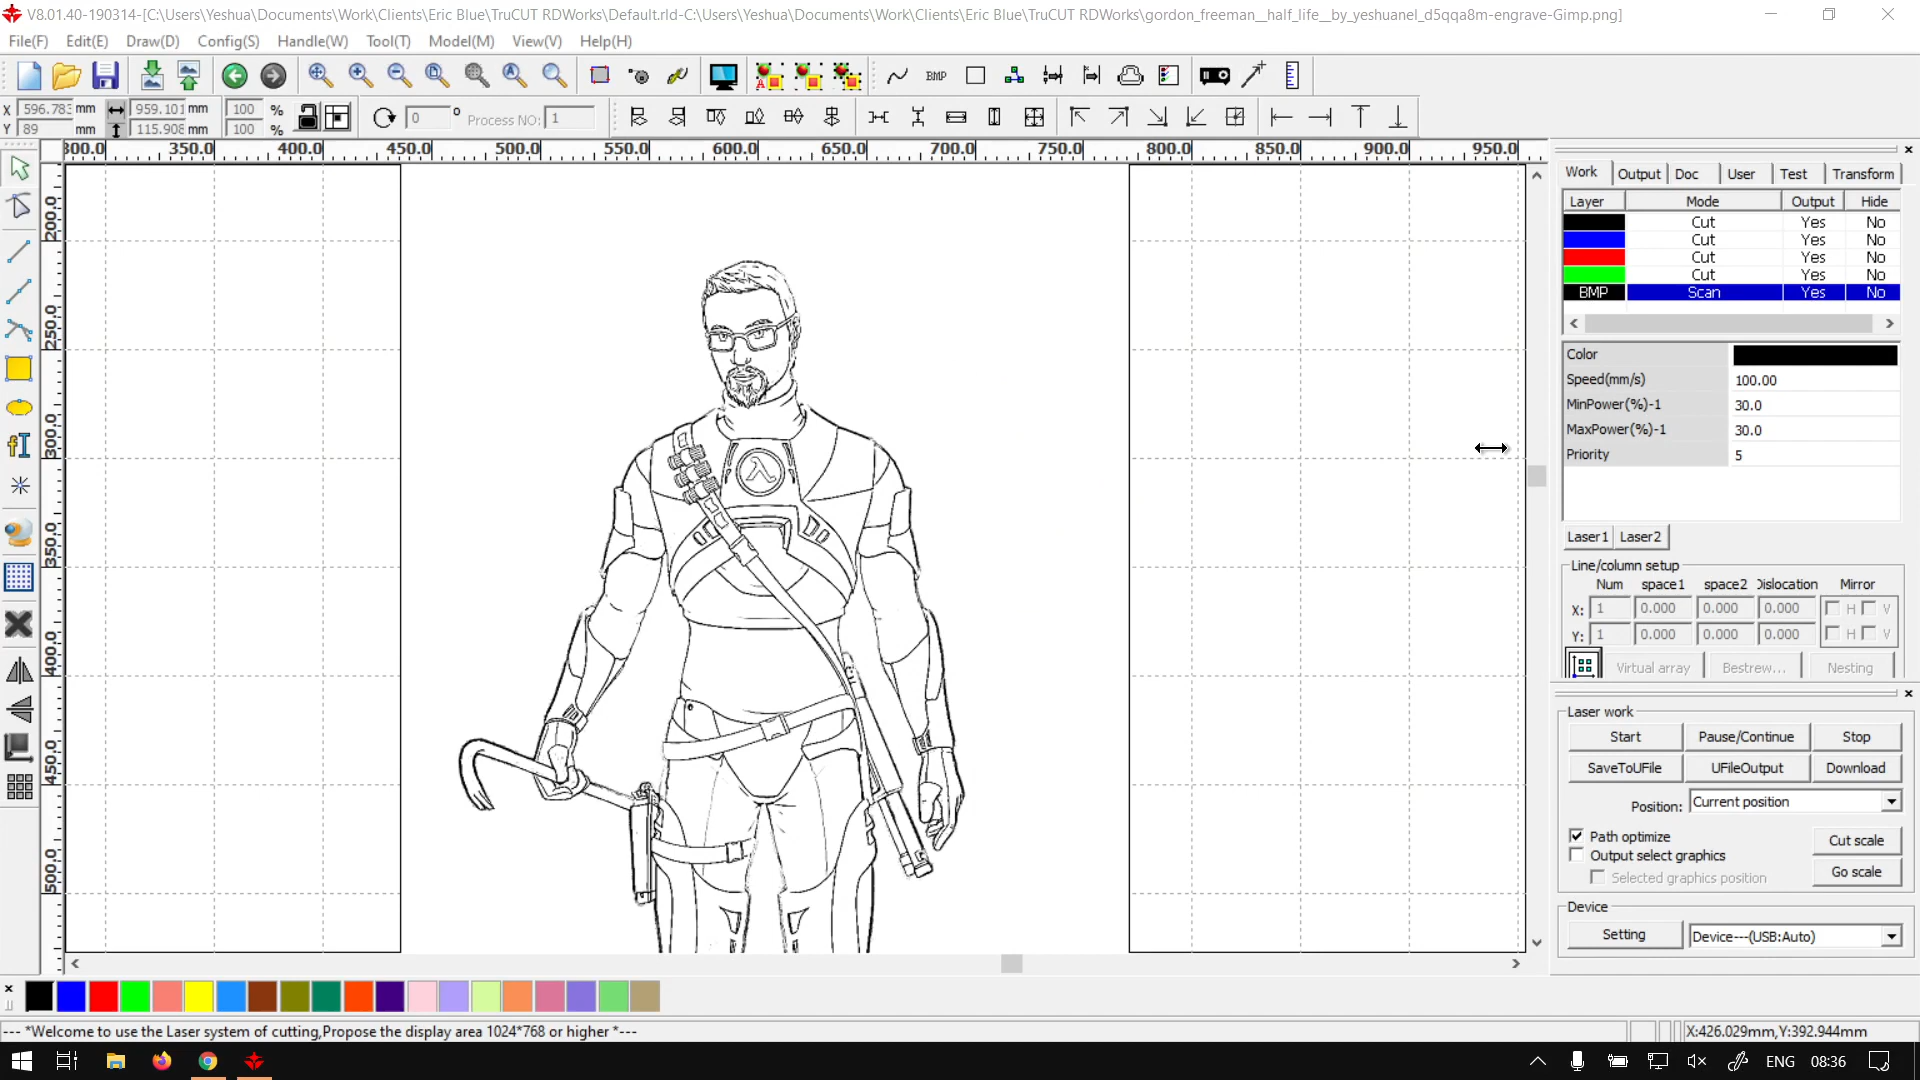 V8.01.40-190314-[C:\Users\Yeshua\Documents\Work\Clients\Eric Blue\TruCUT RDWorks\Default.rld-C:\Users\Yeshua\Documents\Work\Clients\Eric Blue\TruCUT RDWorks\gordon_freeman__half_life__by_yeshuanel_d5qqa8m-engrave-Gimp.png]
File(F) Edit(E) Draw(D) Config(S) Handle(W) Tool(T) Model(M) View(V) Help(H)
BMP
X 596.783 mm 959.101 mm 100 %
Y 89 mm 115.908 mm 100 %
0 ° Process NO: 1
300.0 350.0 400.0 450.0 500.0 550.0 600.0 650.0 700.0 750.0 800.0 850.0 900.0 950.0
200.0
250.0
300.0
350.0
400.0
450.0
500.0
Work Output Doc User Test Transform
Layer Mode Output Hide
Cut Yes No
Cut Yes No
Cut Yes No
Cut Yes No
BMP Scan Yes No
Color
Speed(mm/s) 100.00
MinPower(%)-1 30.0
MaxPower(%)-1 30.0
Priority 5
Laser1 Laser2
Line/column setup
Num space1 space2 Dislocation Mirror
X: 1 0.000 0.000 0.000 H V
Y: 1 0.000 0.000 0.000 H V
Virtual array Bestrew... Nesting
Laser work
Start Pause/Continue Stop
SaveToUFile UFileOutput Download
Position: Current position
Path optimize
Output select graphics
Selected graphics position
Cut scale
Go scale
Device
Setting Device---(USB:Auto)
--- *Welcome to use the Laser system of cutting,Propose the display area 1024*768 or higher *---
X:426.029mm,Y:392.944mm
ENG 08:36